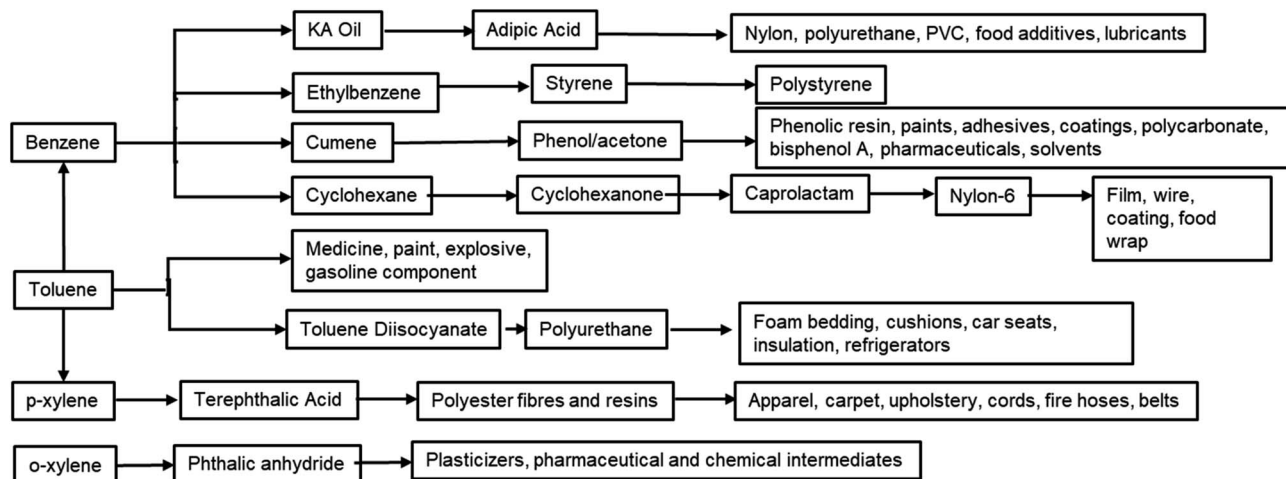 KA Oil
Adipic Acid
Nylon, polyurethane, PVC, food additives, lubricants
Ethylbenzene
Styrene
Polystyrene
Benzene
Cumene
Phenol/acetone
Phenolic resin, paints, adhesives, coatings, polycarbonate,
bisphenol A, pharmaceuticals, solvents
Cyclohexane
Cyclohexanone
Caprolactam
Nylon-6
Film, wire,
coating, food
wrap
Toluene
Medicine, paint, explosive,
gasoline component
Toluene Diisocyanate
Polyurethane
Foam bedding, cushions, car seats,
insulation, refrigerators
p-xylene
Terephthalic Acid
Polyester fibres and resins
Apparel, carpet, upholstery, cords, fire hoses, belts
o-xylene
Phthalic anhydride
Plasticizers, pharmaceutical and chemical intermediates